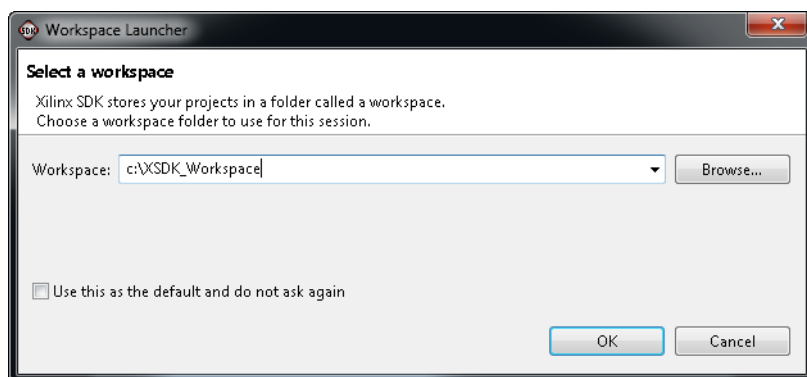 SDK Workspace Launcher
Select a workspace
Xilinx SDK stores your projects in a folder called a workspace.
Choose a workspace folder to use for this session.
Workspace: c:\XSDK_Workspace Browse...
Use this as the default and do not ask again
OK Cancel